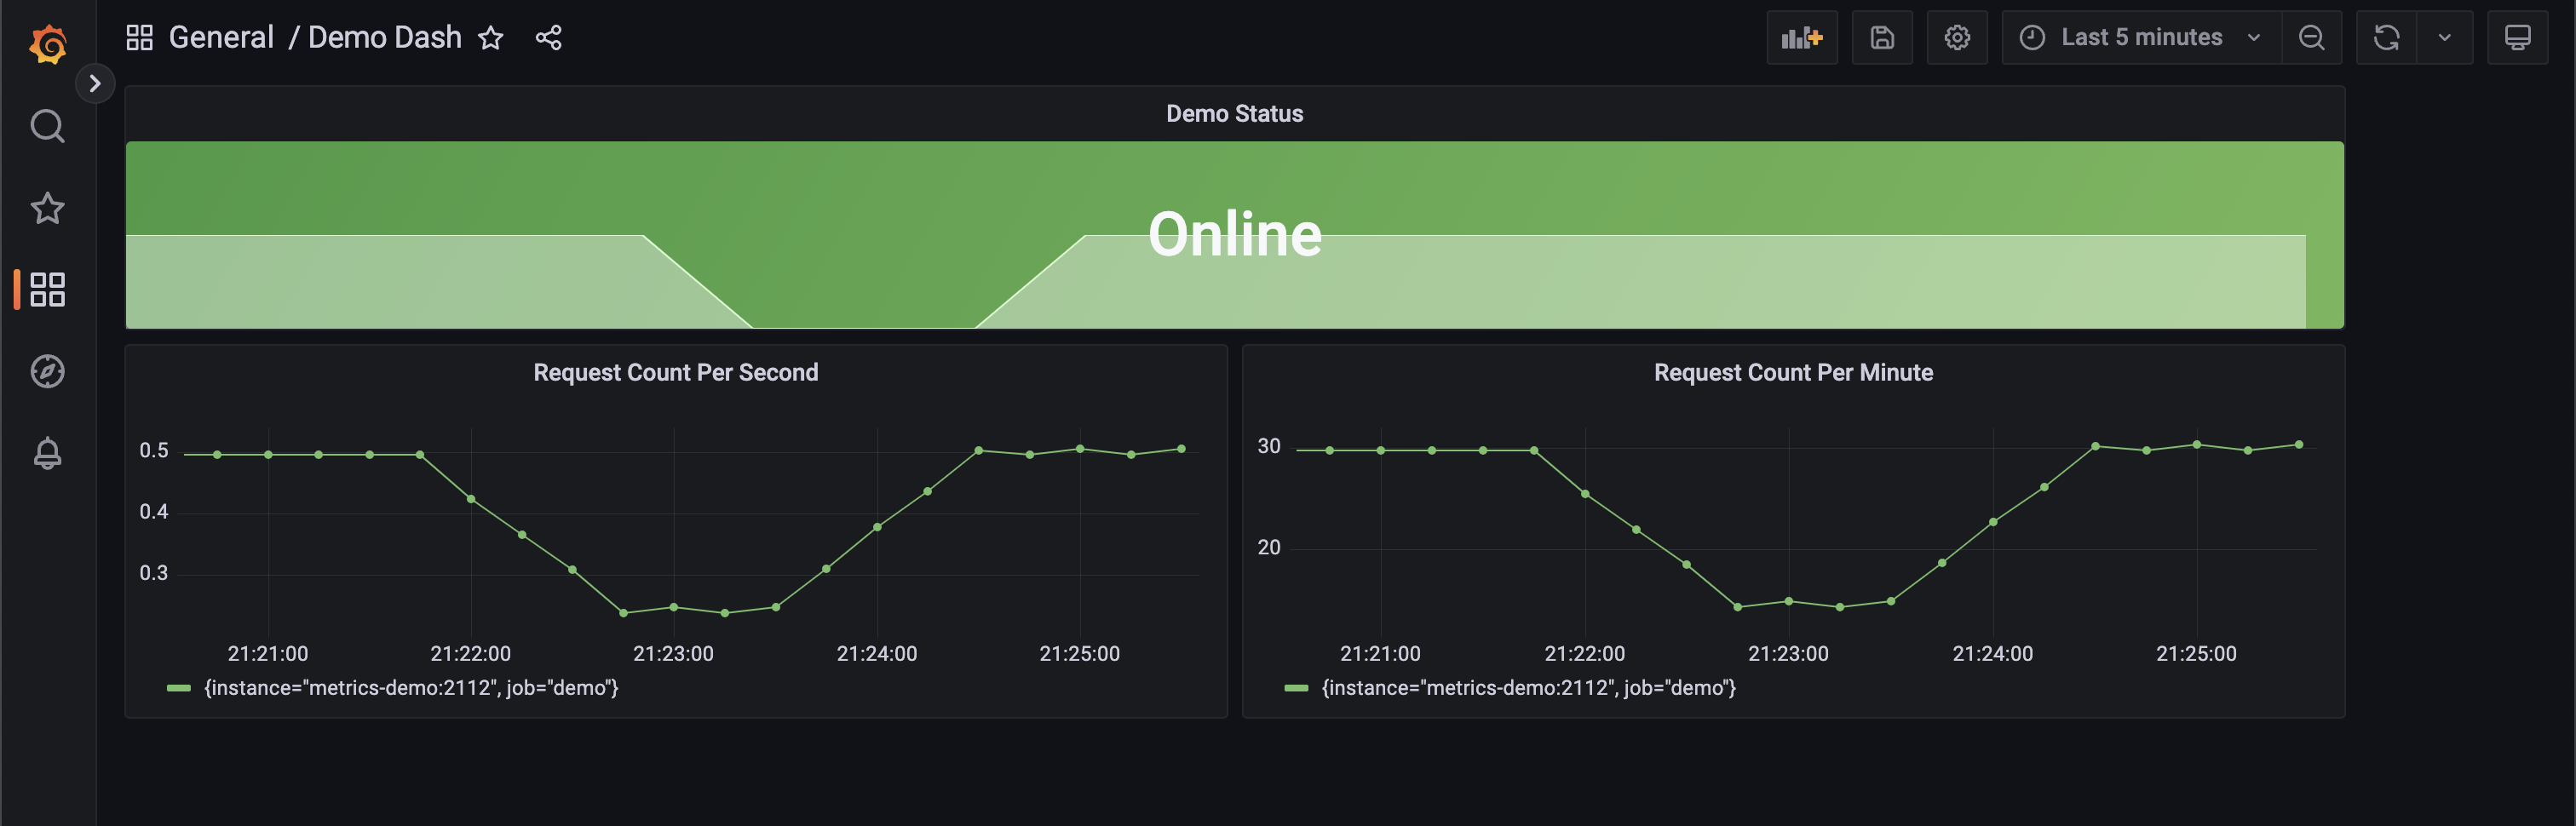 General / Demo Dash
Last 5 minutes
Demo Status
Online
Request Count Per Second
0.5
0.4
0.3
21:21:00 21:22:00 21:23:00 21:24:00 21:25:00
{instance="metrics-demo:2112", job="demo"}
Request Count Per Minute
30
20
21:21:00 21:22:00 21:23:00 21:24:00 21:25:00
{instance="metrics-demo:2112", job="demo"}